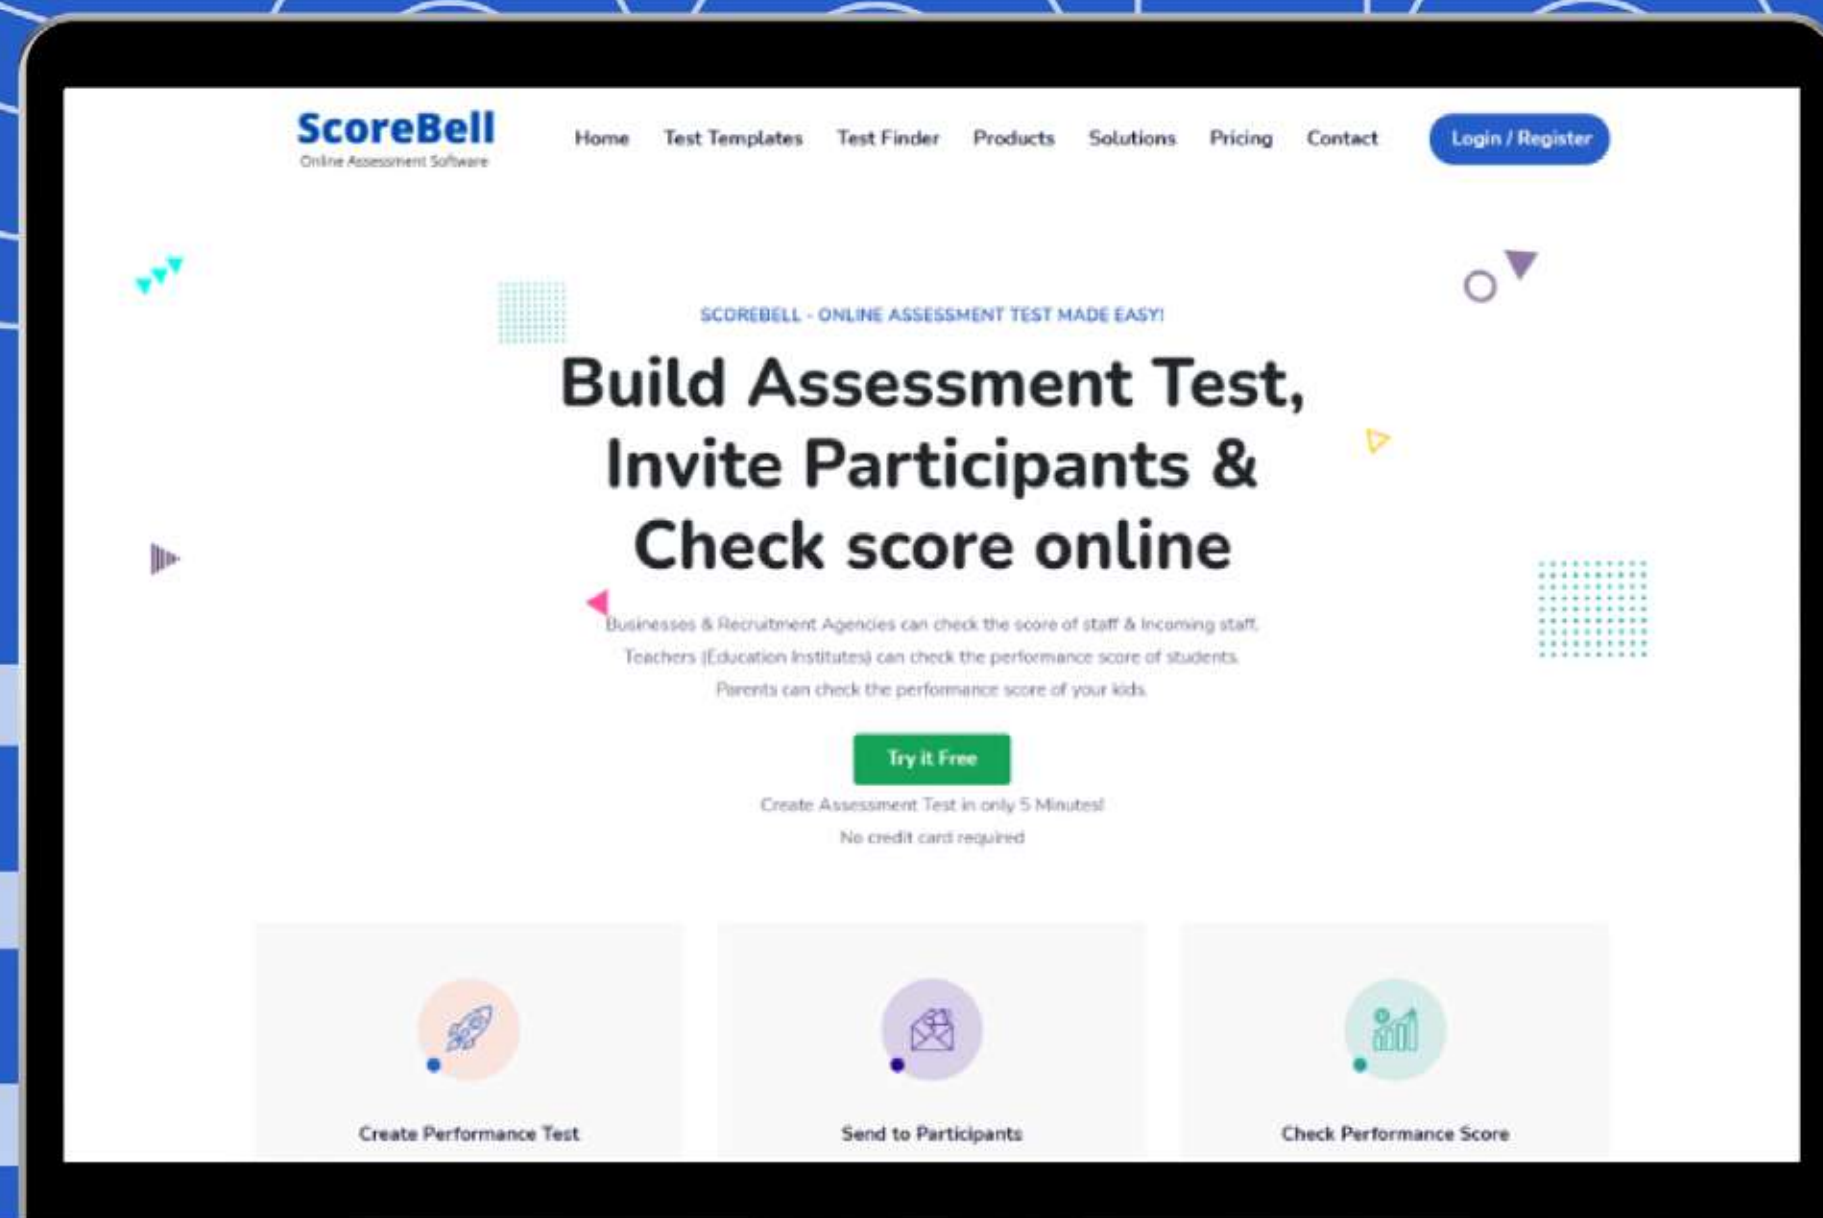 ScoreBell
Online Assessment Software
Home Test Templates Test Finder Products Solutions Pricing Contact Login / Register
SCOREBELL - ONLINE ASSESSMENT TEST MADE EASY!
Build Assessment Test,
Invite Participants &
Check score online
Businesses & Recruitment Agencies can check the score of staff & Incoming staff.
Teachers (Education Institutes) can check the performance score of students.
Parents can check the performance score of your kids.
Try it Free
Create Assessment Test in only 5 Minutes!
No credit card required
Create Performance Test Send to Participants Check Performance Score